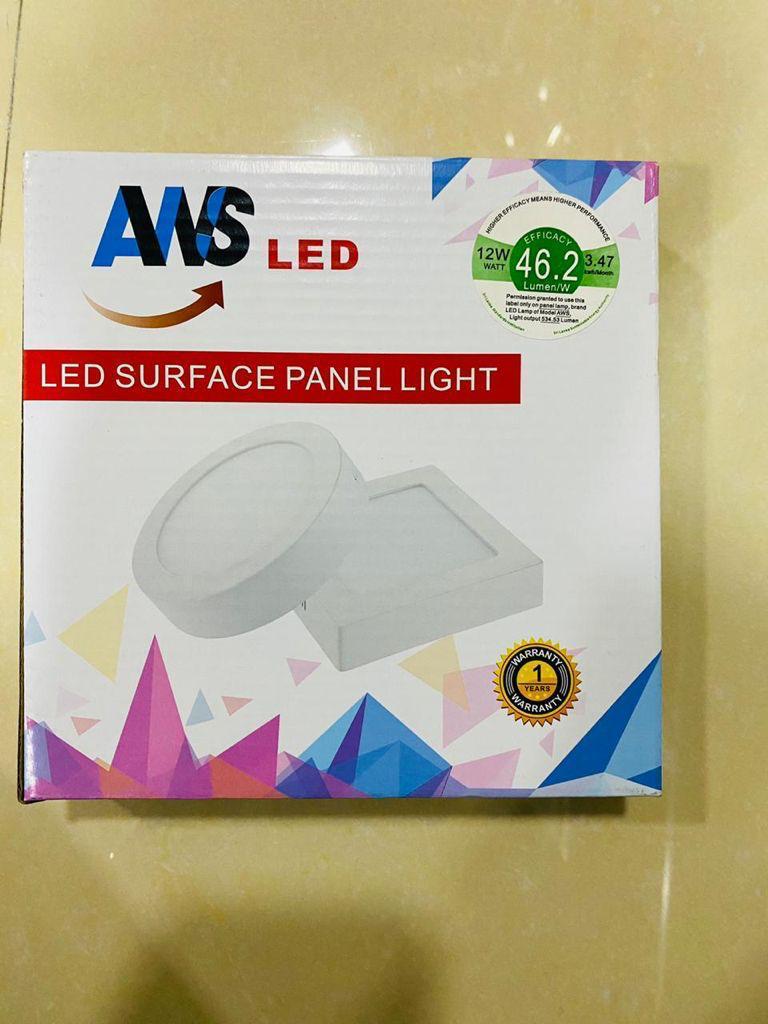 AWS LED
HIGHER EFFICACY MEANS HIGHER PERFORMANCE
EFFICACY
12W
WATT
46.2
Lumen/W
3.47
Permission granted to use this
label only on panel lamp, brand
LED Lamp of Model AWS,
Light output 534.53 Lumen
LED SURFACE PANEL LIGHT
WARRANTY
1
YEARS
WARRANTY